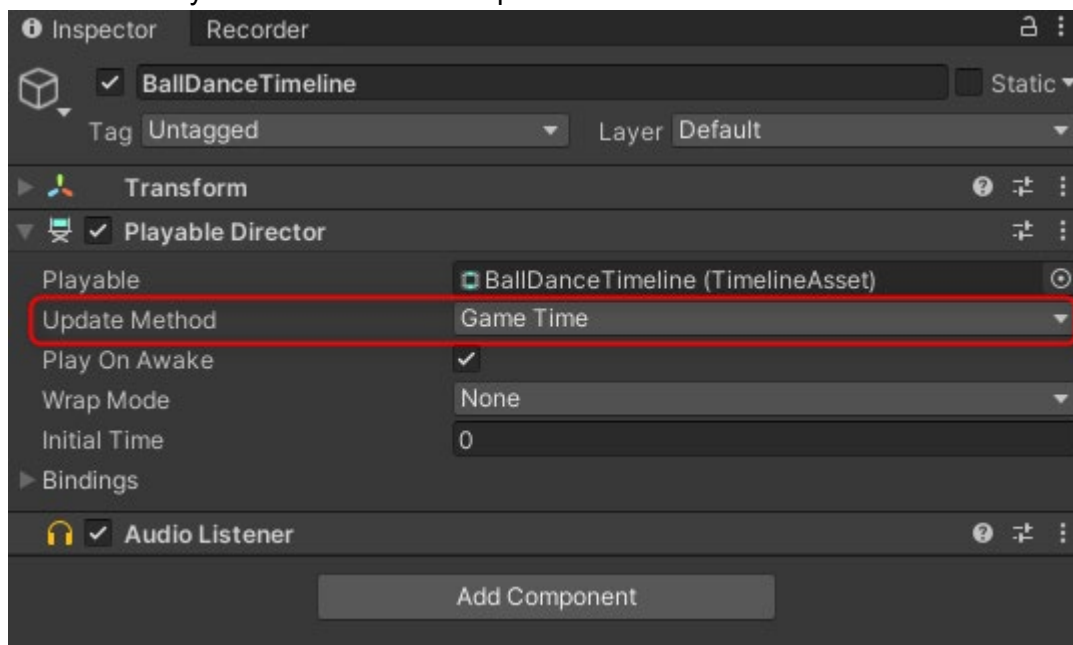 Inspector Recorder
BallDanceTimeline Static
Tag Untagged Layer Default
Transform
Playable Director
Playable BallDanceTimeline (TimelineAsset)
Update Method Game Time
Play On Awake
Wrap Mode None
Initial Time 0
Bindings
Audio Listener
Add Component